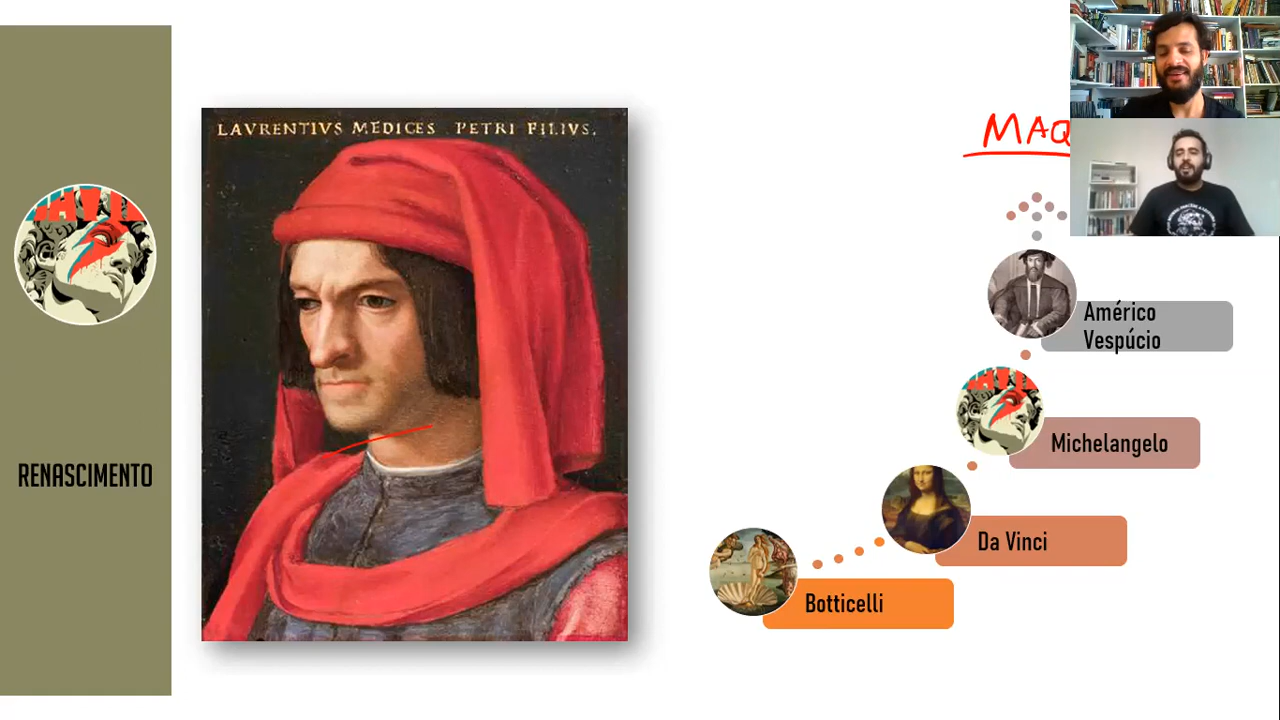 LAVRENTIVS MEDICES PETRI FILIVS.
MAQ
Américo
Vespúcio
Michelangelo
Da Vinci
Botticelli
RENASCIMENTO